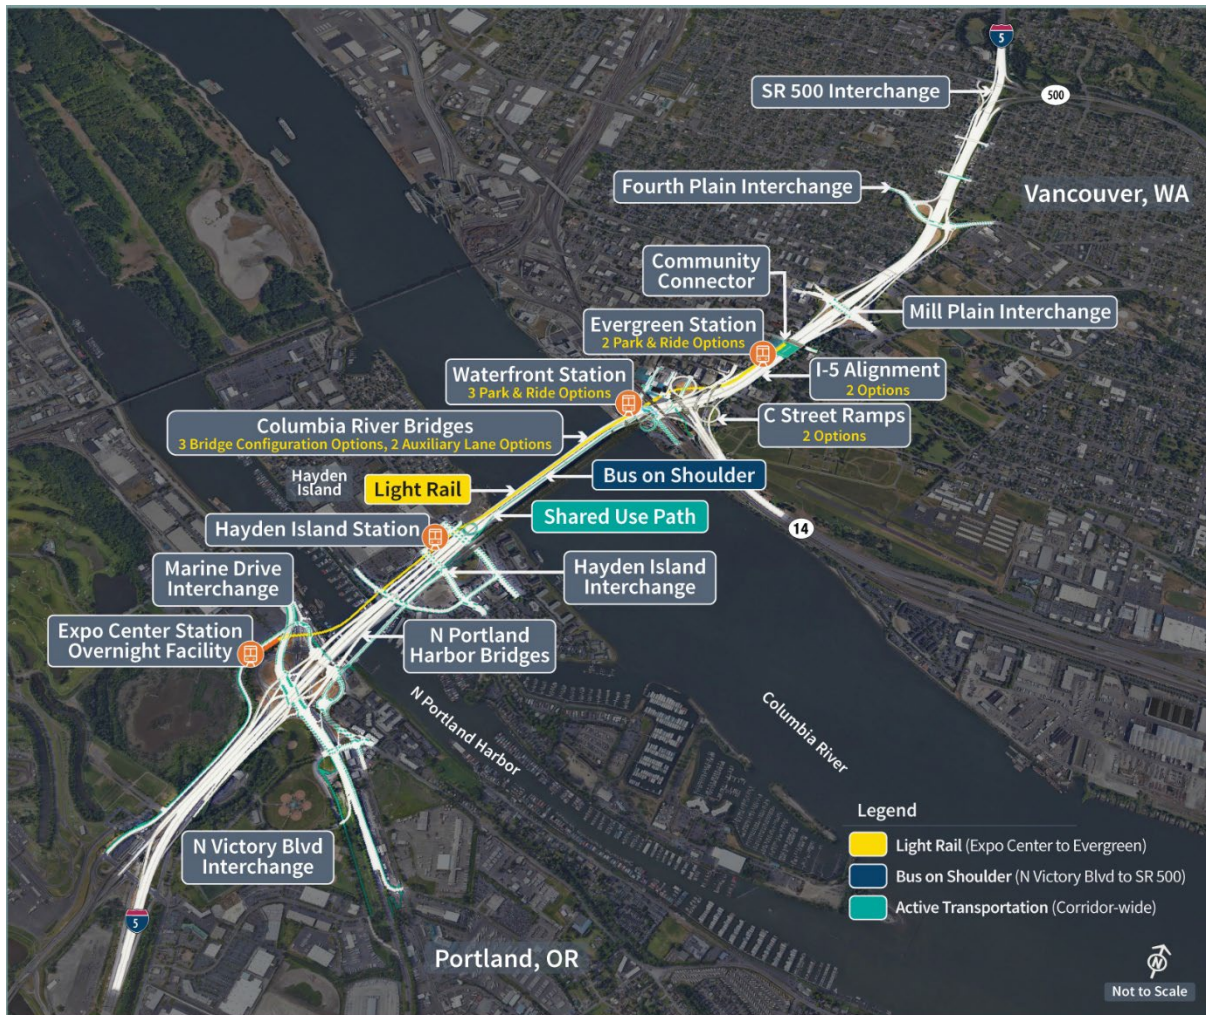 5
SR 500 Interchange
500
Fourth Plain Interchange
Vancouver, WA
Community
Connector
Mill Plain Interchange
Evergreen Station
2 Park & Ride Options
I-5 Alignment
2 Options
Waterfront Station
3 Park & Ride Options
C Street Ramps
2 Options
Columbia River Bridges
3 Bridge Configuration Options, 2 Auxiliary Lane Options
Bus on Shoulder
Hayden
Island
Light Rail
Shared Use Path
14
Hayden Island Station
Marine Drive
Interchange
Hayden Island
Interchange
Expo Center Station
Overnight Facility
N Portland
Harbor Bridges
N Portland Harbor
Columbia River
N Victory Blvd
Interchange
5
Portland, OR
Legend
Light Rail (Expo Center to Evergreen)
Bus on Shoulder (N Victory Blvd to SR 500)
Active Transportation (Corridor-wide)
N
Not to Scale